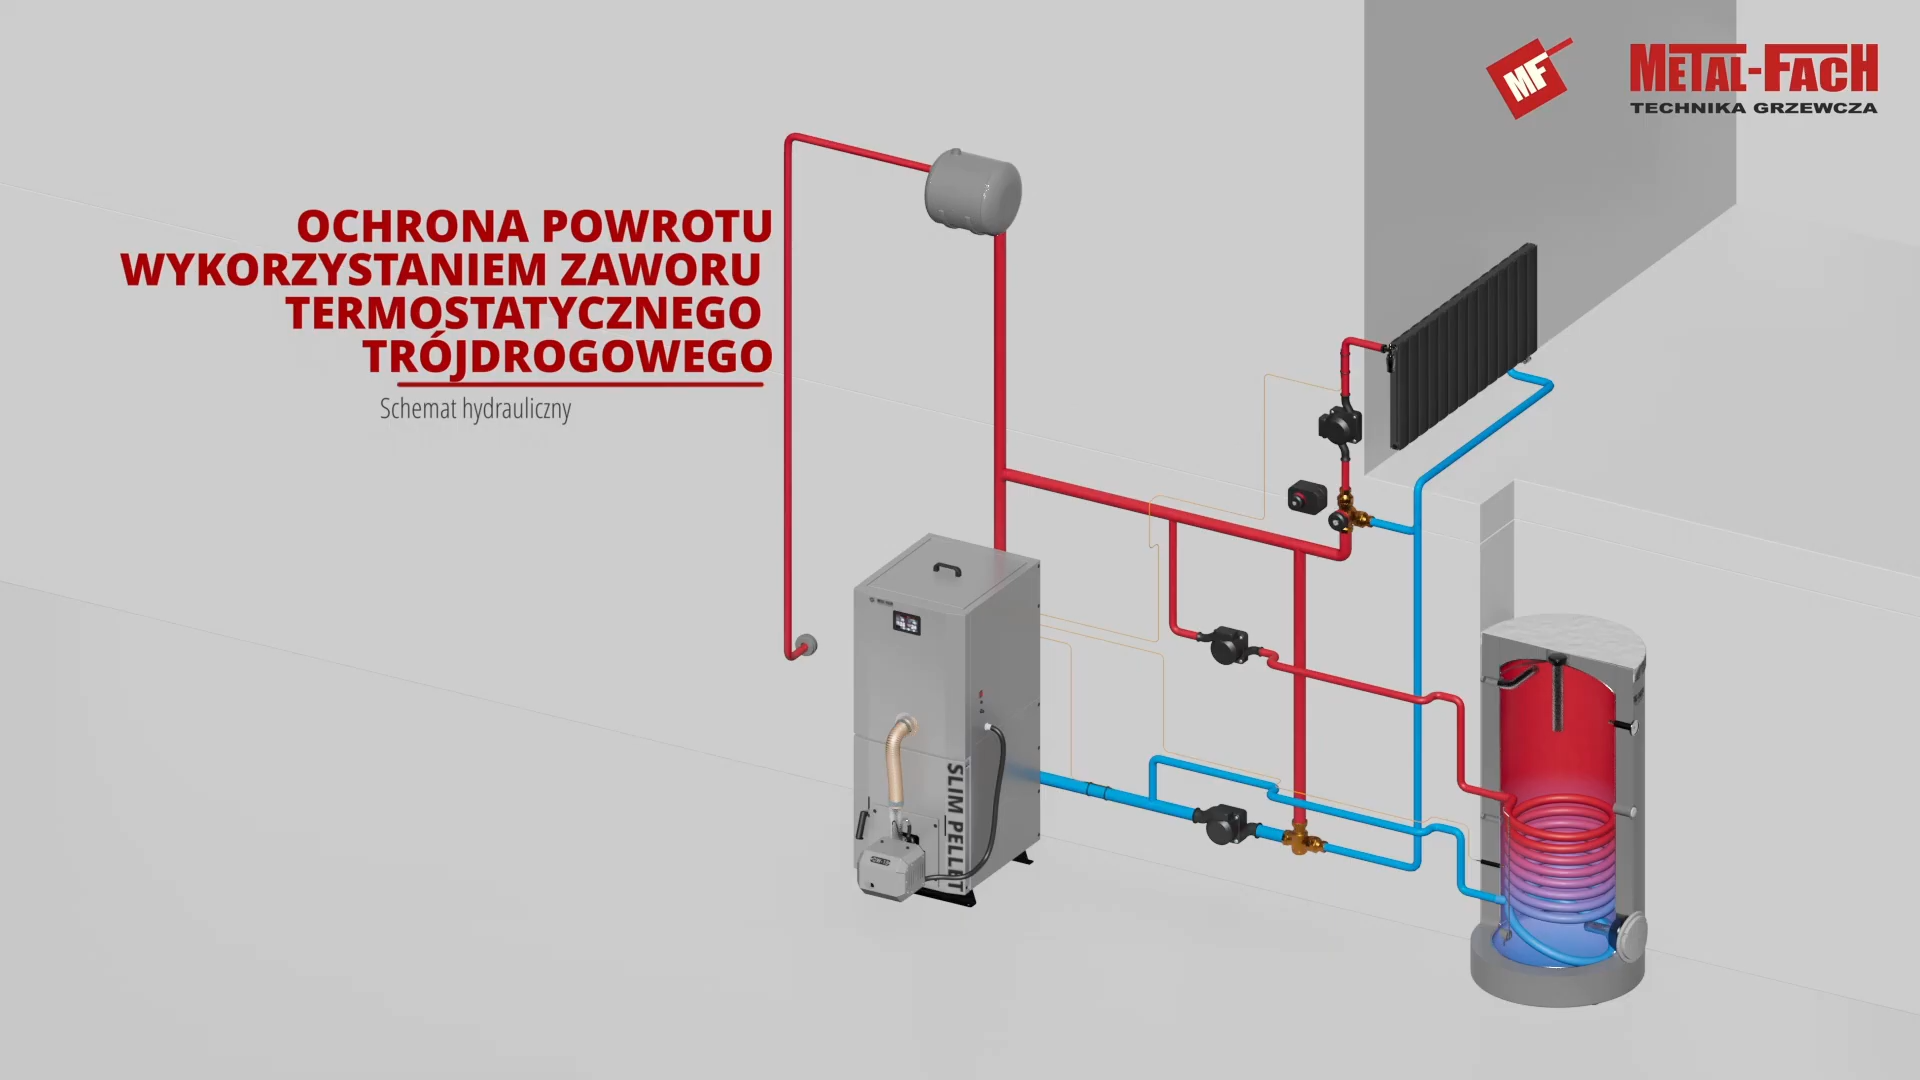 MF
METAL-FACH
TECHNIKA GRZEWCZA
OCHRONA POWROTU
WYKORZYSTANIEM ZAWORU
TERMOSTATYCZNEGO
TRÓJDROGOWEGO
Schemat hydrauliczny
SLIM PELLET